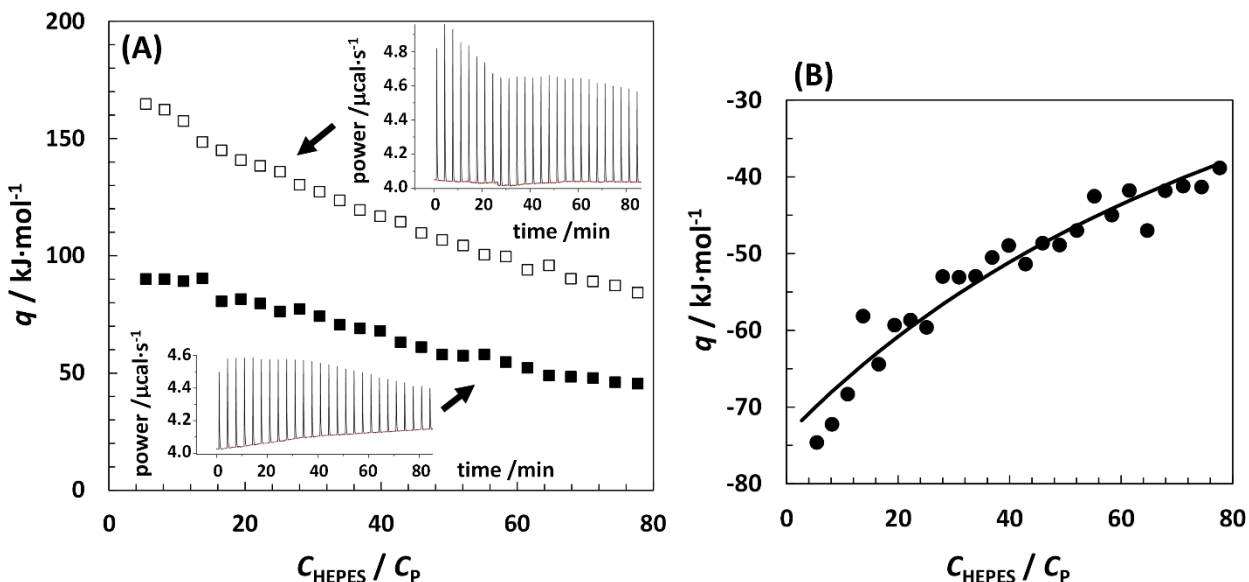 (A)
200
150
100
50
0
q / kJ·mol⁻¹
0 20 40 60 80
C_HEPES / C_P
power /µcal·s⁻¹
4.8
4.6
4.4
4.2
4.0
0 20 40 60 80
time /min
power /µcal·s⁻¹
4.6
4.4
4.2
4.0
0 20 40 60 80
time /min
(B)
-30
-40
-50
-60
-70
-80
q / kJ·mol⁻¹
0 20 40 60 80
C_HEPES / C_P